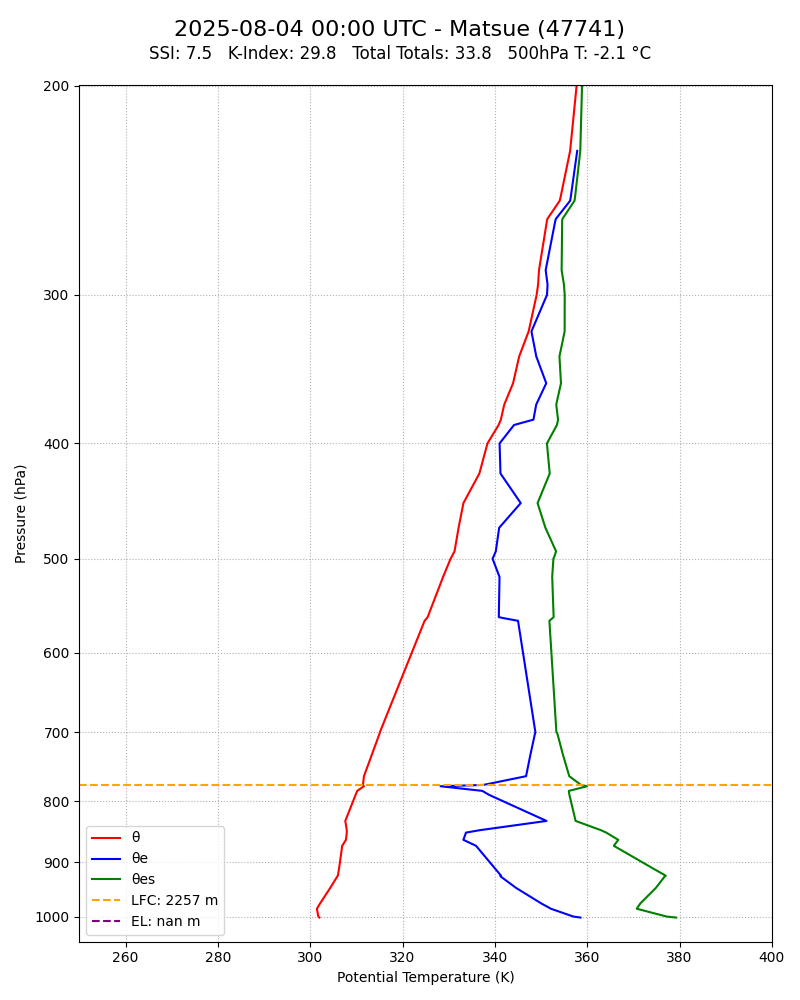 2025-08-04 00:00 UTC - Matsue (47741)
SSI: 7.5 K-Index: 29.8 Total Totals: 33.8 500hPa T: -2.1 °C
200
300
400
500
600
700
800
900
1000
Pressure (hPa)
θ
θe
θes
LFC: 2257 m
EL: nan m
260 280 300 320 340 360 380 400
Potential Temperature (K)